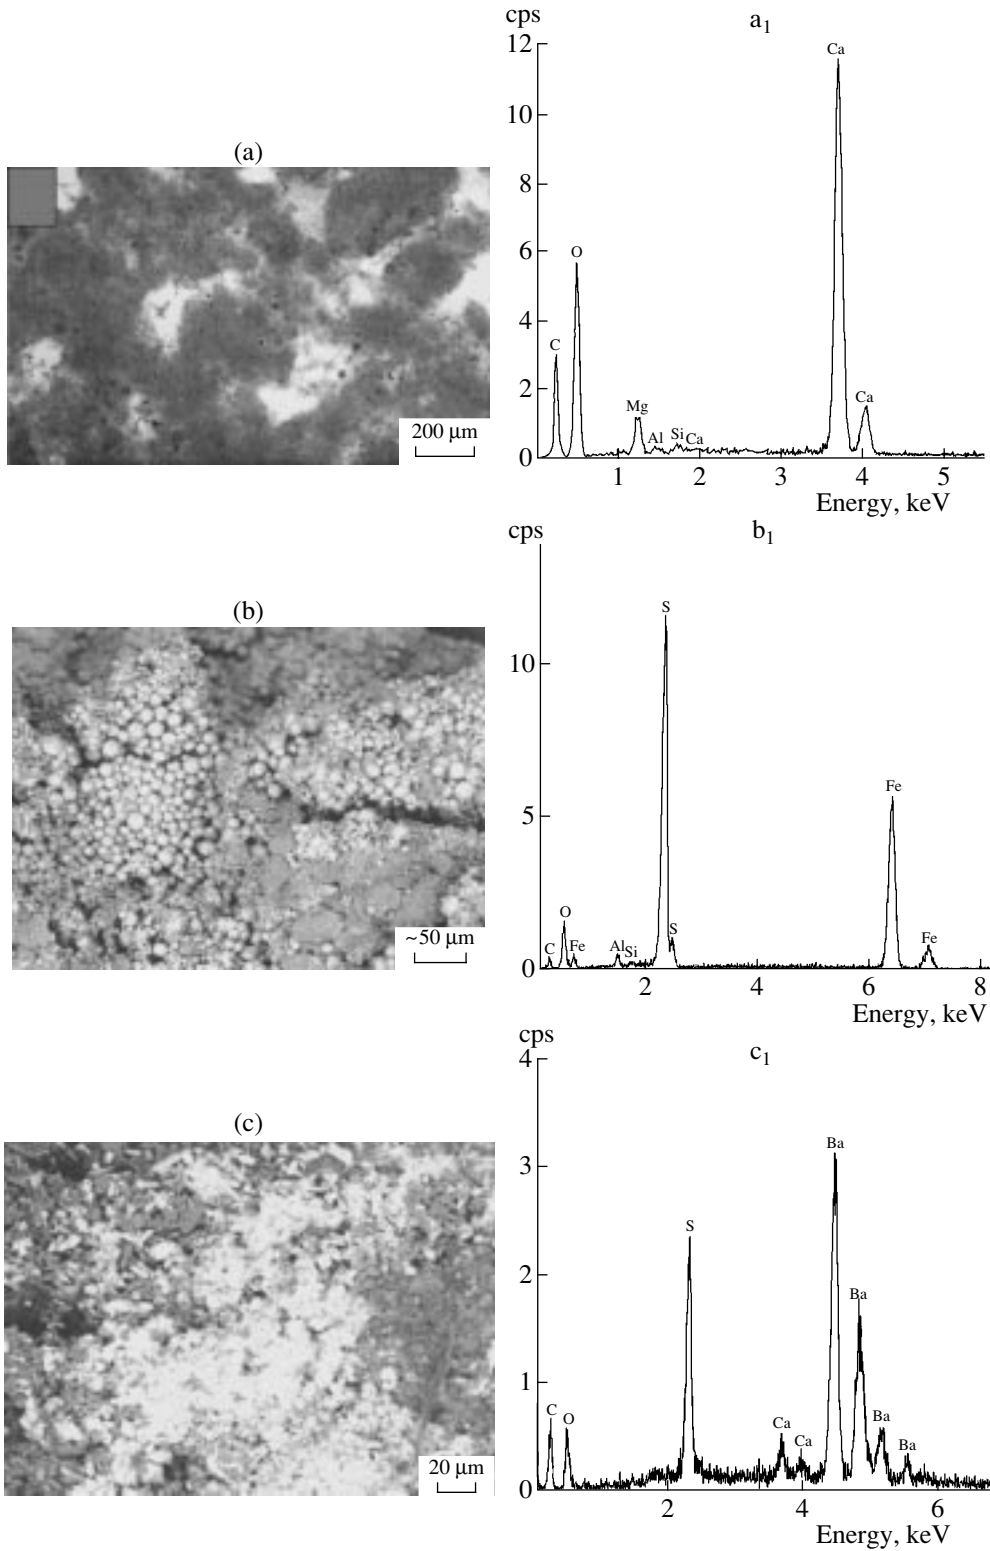 cps
a1
12
10
8
6
4
2
0
Ca
O
C
Mg
Al
Si
Ca
Ca
1 2 3 4 5
Energy, keV
(a)
200 μm
cps
b1
10
5
0
S
Fe
O
C
Fe
Al
Si
S
Fe
2 4 6 8
Energy, keV
(b)
~50 μm
cps
c1
4
3
2
1
0
Ba
S
Ba
C
O
Ca
Ca
Ba
Ba
2 4 6
Energy, keV
(c)
20 μm